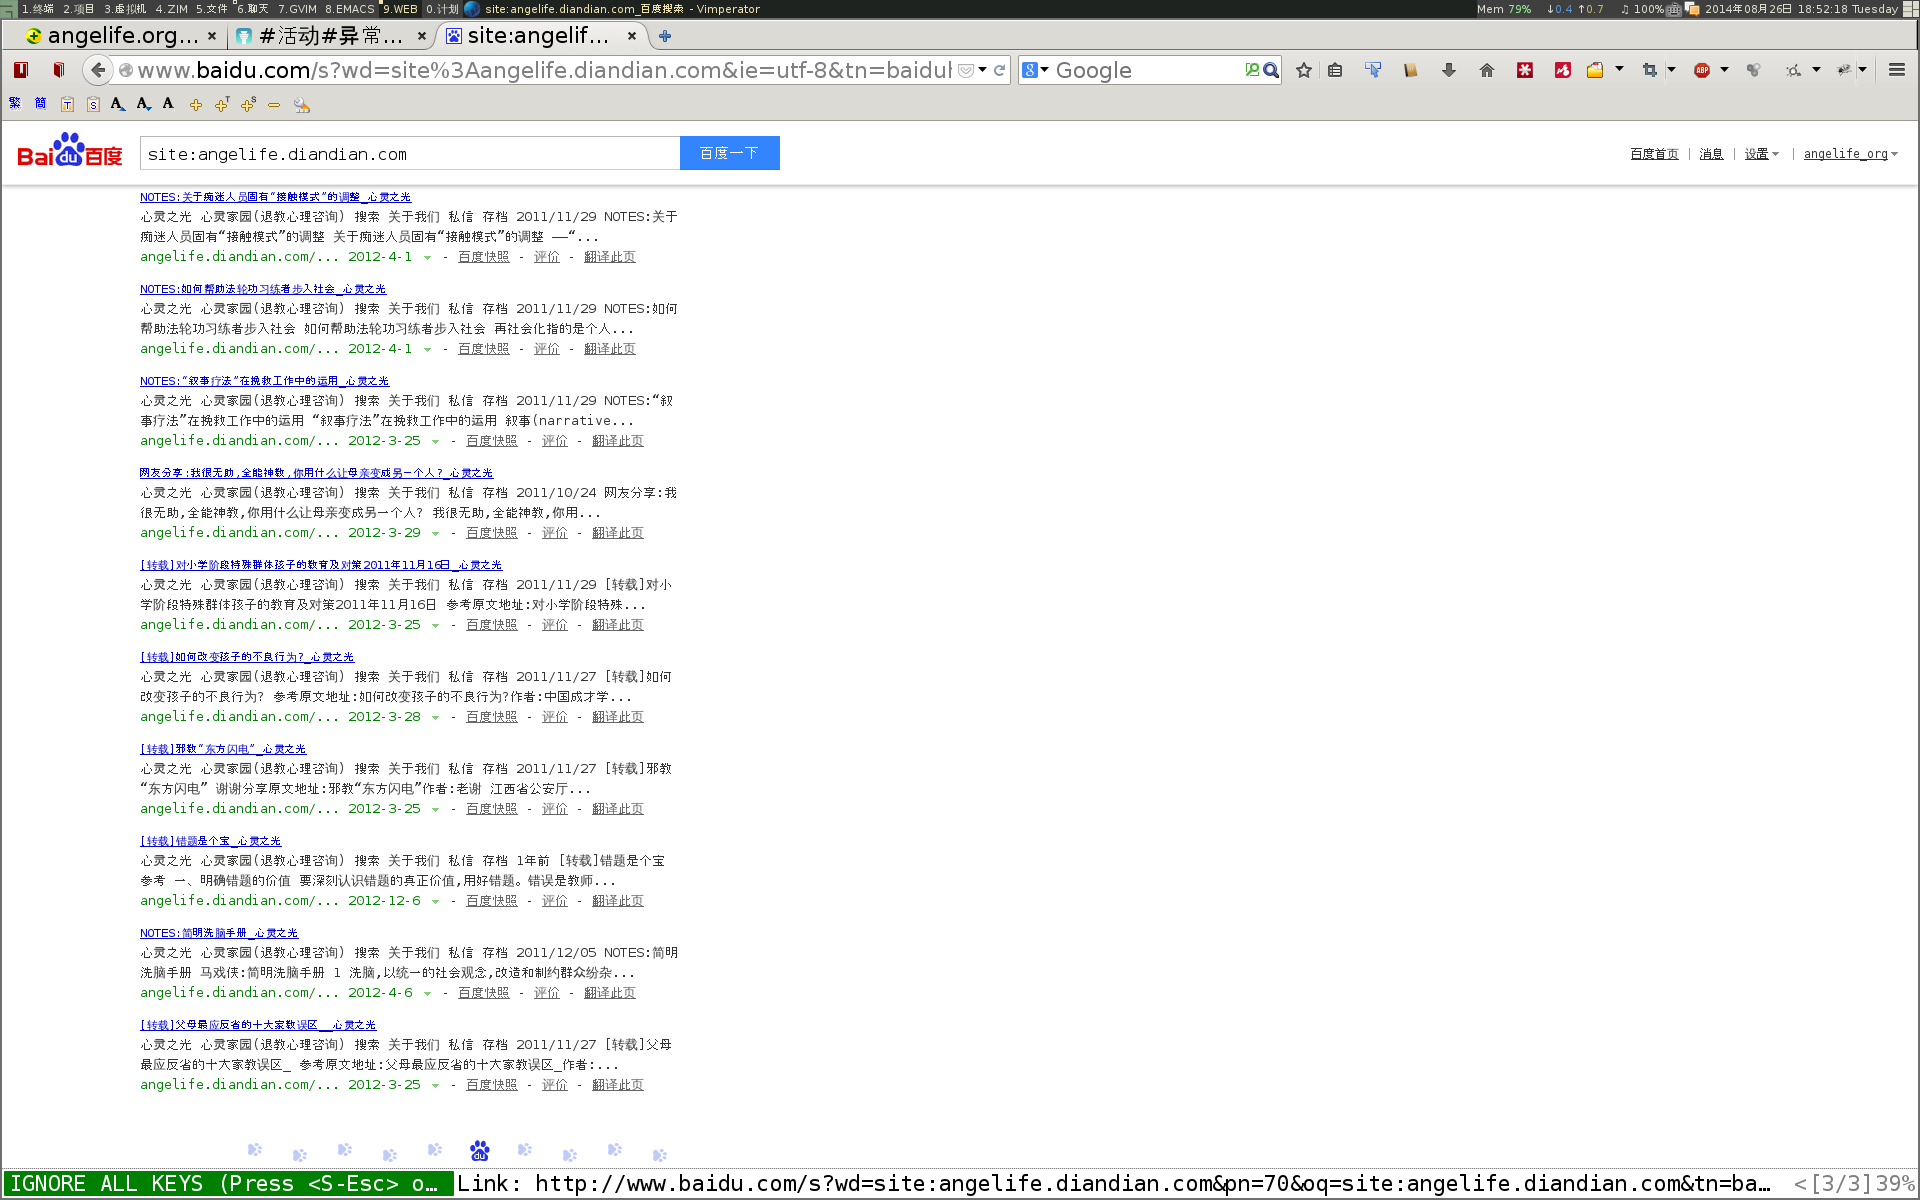 1.终端 2.项目 3.虚拟机 4.ZIM 5.文件 6.聊天 7.GVIM 8.EMACS 9.WEB 0.计划 site:angelife.diandian.com_百度搜索 - Vimperator Mem 79% ↓0.4 ↑0.7 ♫ 100% 2014年08月26日 18:52:18 Tuesday
angelife.org... × #活动#异常... × site:angelif... ×
www.baidu.com/s?wd=site%3Aangelife.diandian.com&ie=utf-8&tn=baidul Google
繁 簡 T S A A A T S
Bai du 百度 site:angelife.diandian.com 百度一下 百度首页 | 消息 | 设置 | angelife_org
NOTES:关于痴迷人员固有“接触模式”的调整_心灵之光
心灵之光 心灵家园(退教心理咨询) 搜索 关于我们 私信 存档 2011/11/29 NOTES:关于
痴迷人员固有“接触模式”的调整 关于痴迷人员固有“接触模式”的调整 ——“...
angelife.diandian.com/... 2012-4-1 - 百度快照 - 评价 - 翻译此页
NOTES:如何帮助法轮功习练者步入社会_心灵之光
心灵之光 心灵家园(退教心理咨询) 搜索 关于我们 私信 存档 2011/11/29 NOTES:如何
帮助法轮功习练者步入社会 如何帮助法轮功习练者步入社会 再社会化指的是个人...
angelife.diandian.com/... 2012-4-1 - 百度快照 - 评价 - 翻译此页
NOTES:“叙事疗法”在挽救工作中的运用_心灵之光
心灵之光 心灵家园(退教心理咨询) 搜索 关于我们 私信 存档 2011/11/29 NOTES:“叙
事疗法”在挽救工作中的运用 “叙事疗法”在挽救工作中的运用 叙事(narrative...
angelife.diandian.com/... 2012-3-25 - 百度快照 - 评价 - 翻译此页
网友分享:我很无助,全能神教,你用什么让母亲变成另一个人?_心灵之光
心灵之光 心灵家园(退教心理咨询) 搜索 关于我们 私信 存档 2011/10/24 网友分享:我
很无助,全能神教,你用什么让母亲变成另一个人? 我很无助,全能神教,你用...
angelife.diandian.com/... 2012-3-29 - 百度快照 - 评价 - 翻译此页
[转载]对小学阶段特殊群体孩子的教育及对策2011年11月16日_心灵之光
心灵之光 心灵家园(退教心理咨询) 搜索 关于我们 私信 存档 2011/11/29 [转载]对小
学阶段特殊群体孩子的教育及对策2011年11月16日 参考原文地址:对小学阶段特殊...
angelife.diandian.com/... 2012-3-25 - 百度快照 - 评价 - 翻译此页
[转载]如何改变孩子的不良行为?_心灵之光
心灵之光 心灵家园(退教心理咨询) 搜索 关于我们 私信 存档 2011/11/27 [转载]如何
改变孩子的不良行为? 参考原文地址:如何改变孩子的不良行为?作者:中国成才学...
angelife.diandian.com/... 2012-3-28 - 百度快照 - 评价 - 翻译此页
[转载]邪教“东方闪电”_心灵之光
心灵之光 心灵家园(退教心理咨询) 搜索 关于我们 私信 存档 2011/11/27 [转载]邪教
“东方闪电” 谢谢分享原文地址:邪教“东方闪电”作者:老谢 江西省公安厅...
angelife.diandian.com/... 2012-3-25 - 百度快照 - 评价 - 翻译此页
[转载]错题是个宝_心灵之光
心灵之光 心灵家园(退教心理咨询) 搜索 关于我们 私信 存档 1年前 [转载]错题是个宝
参考 一、明确错题的价值 要深刻认识错题的真正价值,用好错题。错误是教师...
angelife.diandian.com/... 2012-12-6 - 百度快照 - 评价 - 翻译此页
NOTES:简明洗脑手册_心灵之光
心灵之光 心灵家园(退教心理咨询) 搜索 关于我们 私信 存档 2011/12/05 NOTES:简明
洗脑手册 马戏侠:简明洗脑手册 1 洗脑,以统一的社会观念,改造和制约群众纷杂...
angelife.diandian.com/... 2012-4-6 - 百度快照 - 评价 - 翻译此页
[转载]父母最应反省的十大家教误区__心灵之光
心灵之光 心灵家园(退教心理咨询) 搜索 关于我们 私信 存档 2011/11/27 [转载]父母
最应反省的十大家教误区_ 参考原文地址:父母最应反省的十大家教误区_作者:...
angelife.diandian.com/... 2012-3-25 - 百度快照 - 评价 - 翻译此页
du
IGNORE ALL KEYS (Press <S-Esc> o… Link: http://www.baidu.com/s?wd=site:angelife.diandian.com&pn=70&oq=site:angelife.diandian.com&tn=ba… <[3/3]39%